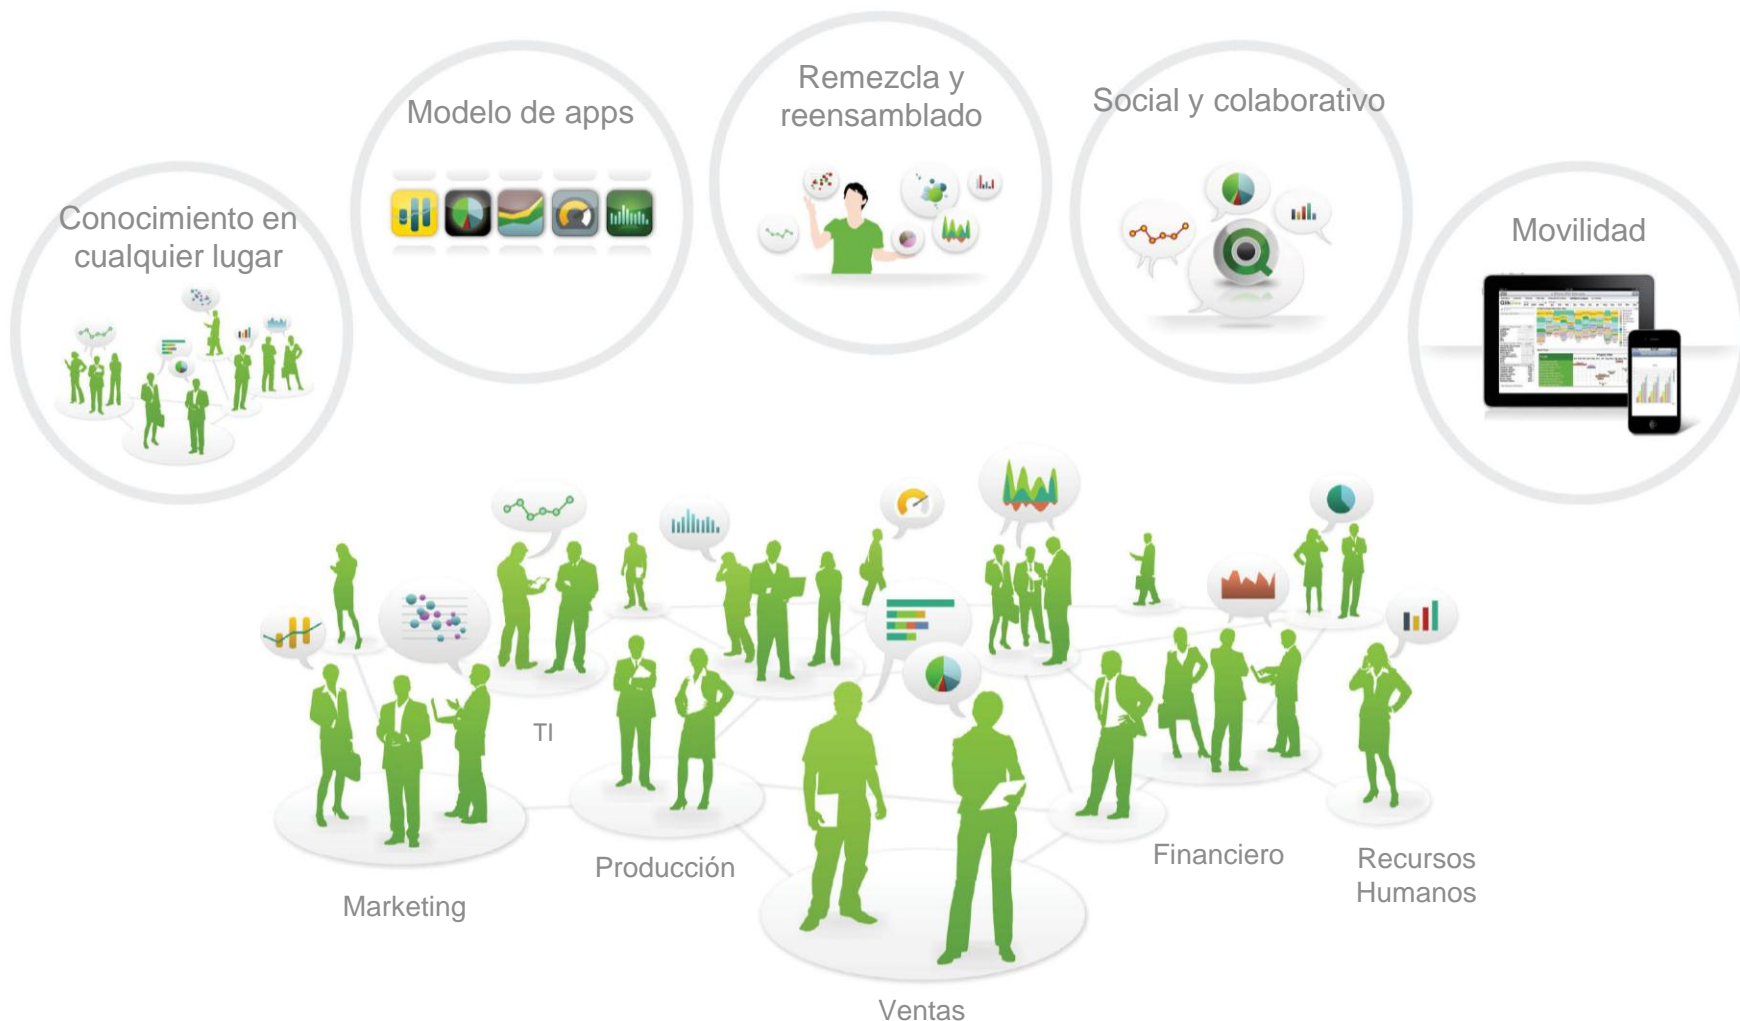 Conocimiento en
cualquier lugar
Modelo de apps
Remezcla y
reensamblado
Social y colaborativo
Movilidad
TI
Marketing
Producción
Ventas
Financiero
Recursos
Humanos